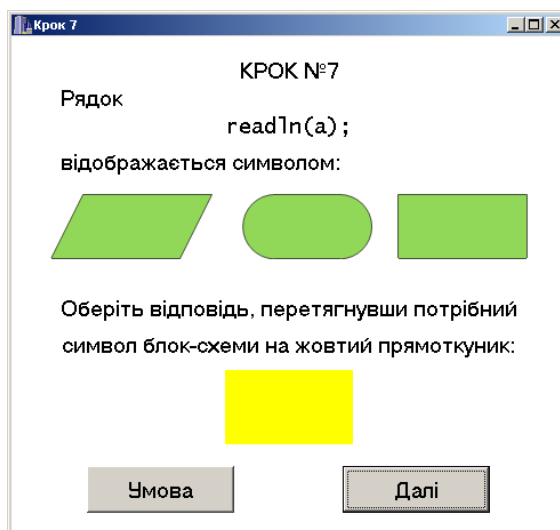 Крок 7
КРОК №7
Рядок
readln(a);
відображається символом:
Оберіть відповідь, перетягнувши потрібний
символ блок-схеми на жовтий прямоткуник:
Умова
Далі